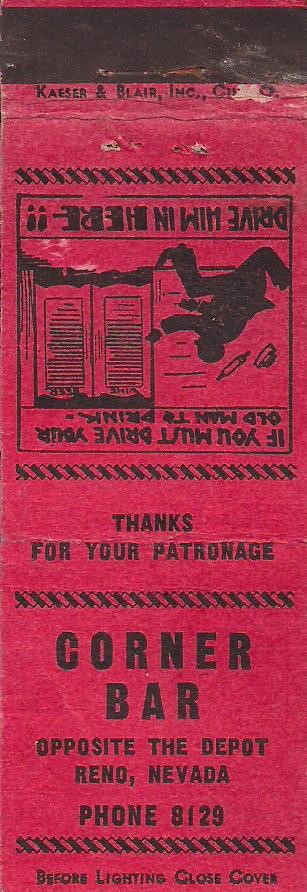 KAESER & BLAIR, INC.,
IF YOU MUST DRIVE YOUR
OLD MAN TO DRINK -
DRIVE HIM IN HERE !!
THANKS
FOR YOUR PATRONAGE
CORNER
BAR
OPPOSITE THE DEPOT
RENO, NEVADA
PHONE 8129
BEFORE LIGHTING CLOSE COVER